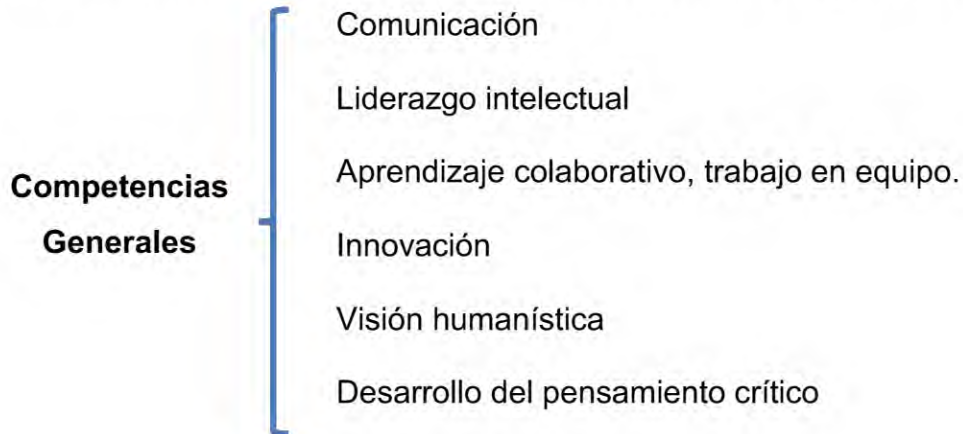 Competencias
Generales
Comunicación
Liderazgo intelectual
Aprendizaje colaborativo, trabajo en equipo.
Innovación
Visión humanística
Desarrollo del pensamiento crítico